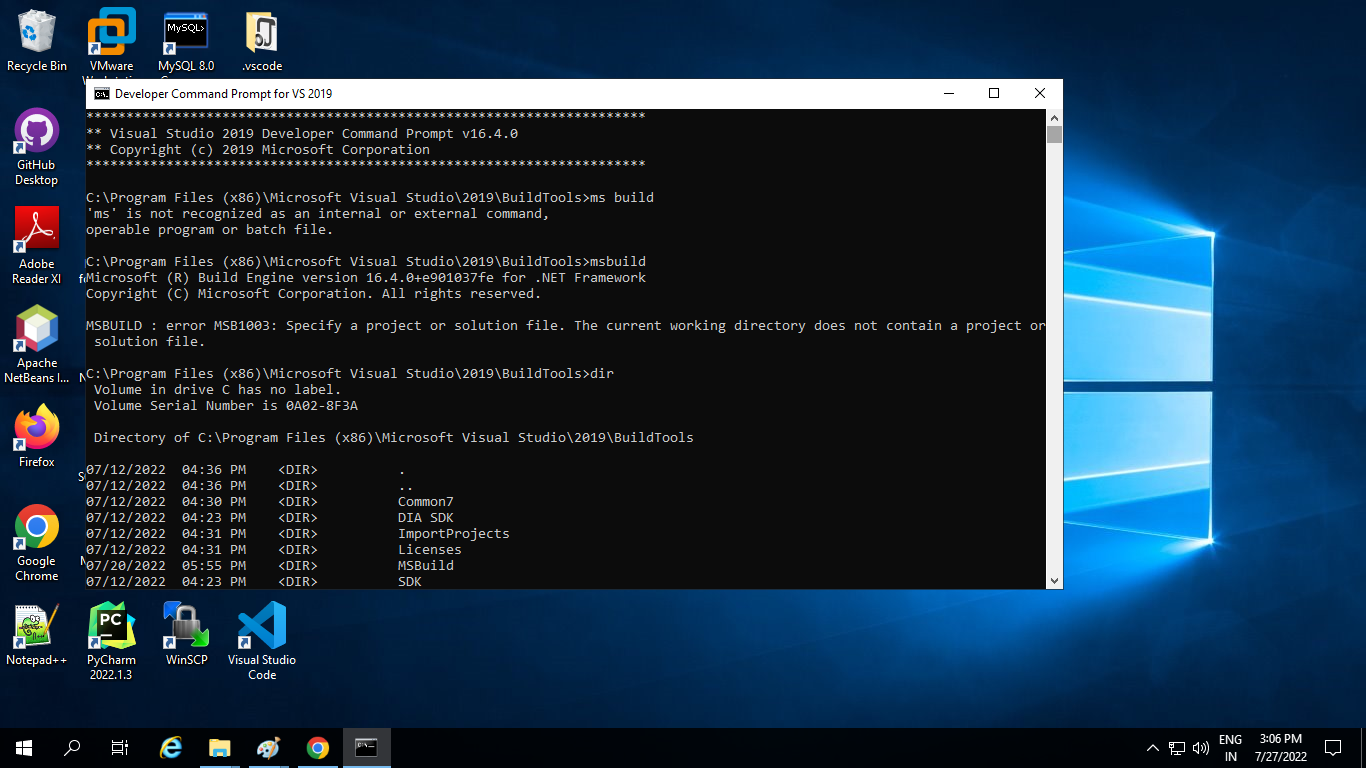 Recycle Bin
VMware
MySQL>
MySQL 8.0
.vscode
Developer Command Prompt for VS 2019
**********************************************************************
** Visual Studio 2019 Developer Command Prompt v16.4.0
** Copyright (c) 2019 Microsoft Corporation
**********************************************************************
C:\Program Files (x86)\Microsoft Visual Studio\2019\BuildTools>ms build
'ms' is not recognized as an internal or external command,
operable program or batch file.
C:\Program Files (x86)\Microsoft Visual Studio\2019\BuildTools>msbuild
Microsoft (R) Build Engine version 16.4.0+e901037fe for .NET Framework
Copyright (C) Microsoft Corporation. All rights reserved.
MSBUILD : error MSB1003: Specify a project or solution file. The current working directory does not contain a project or
solution file.
C:\Program Files (x86)\Microsoft Visual Studio\2019\BuildTools>dir
Volume in drive C has no label.
Volume Serial Number is 0A02-8F3A
Directory of C:\Program Files (x86)\Microsoft Visual Studio\2019\BuildTools
07/12/2022 04:36 PM <DIR> .
07/12/2022 04:36 PM <DIR> ..
07/12/2022 04:30 PM <DIR> Common7
07/12/2022 04:23 PM <DIR> DIA SDK
07/12/2022 04:31 PM <DIR> ImportProjects
07/12/2022 04:31 PM <DIR> Licenses
07/20/2022 05:55 PM <DIR> MSBuild
07/12/2022 04:23 PM <DIR> SDK
GitHub
Desktop
Adobe
Reader XI
Apache
NetBeans I...
Firefox
Google
Chrome
Notepad++
PC
PyCharm
2022.1.3
WinSCP
Visual Studio
Code
ENG
IN
3:06 PM
7/27/2022